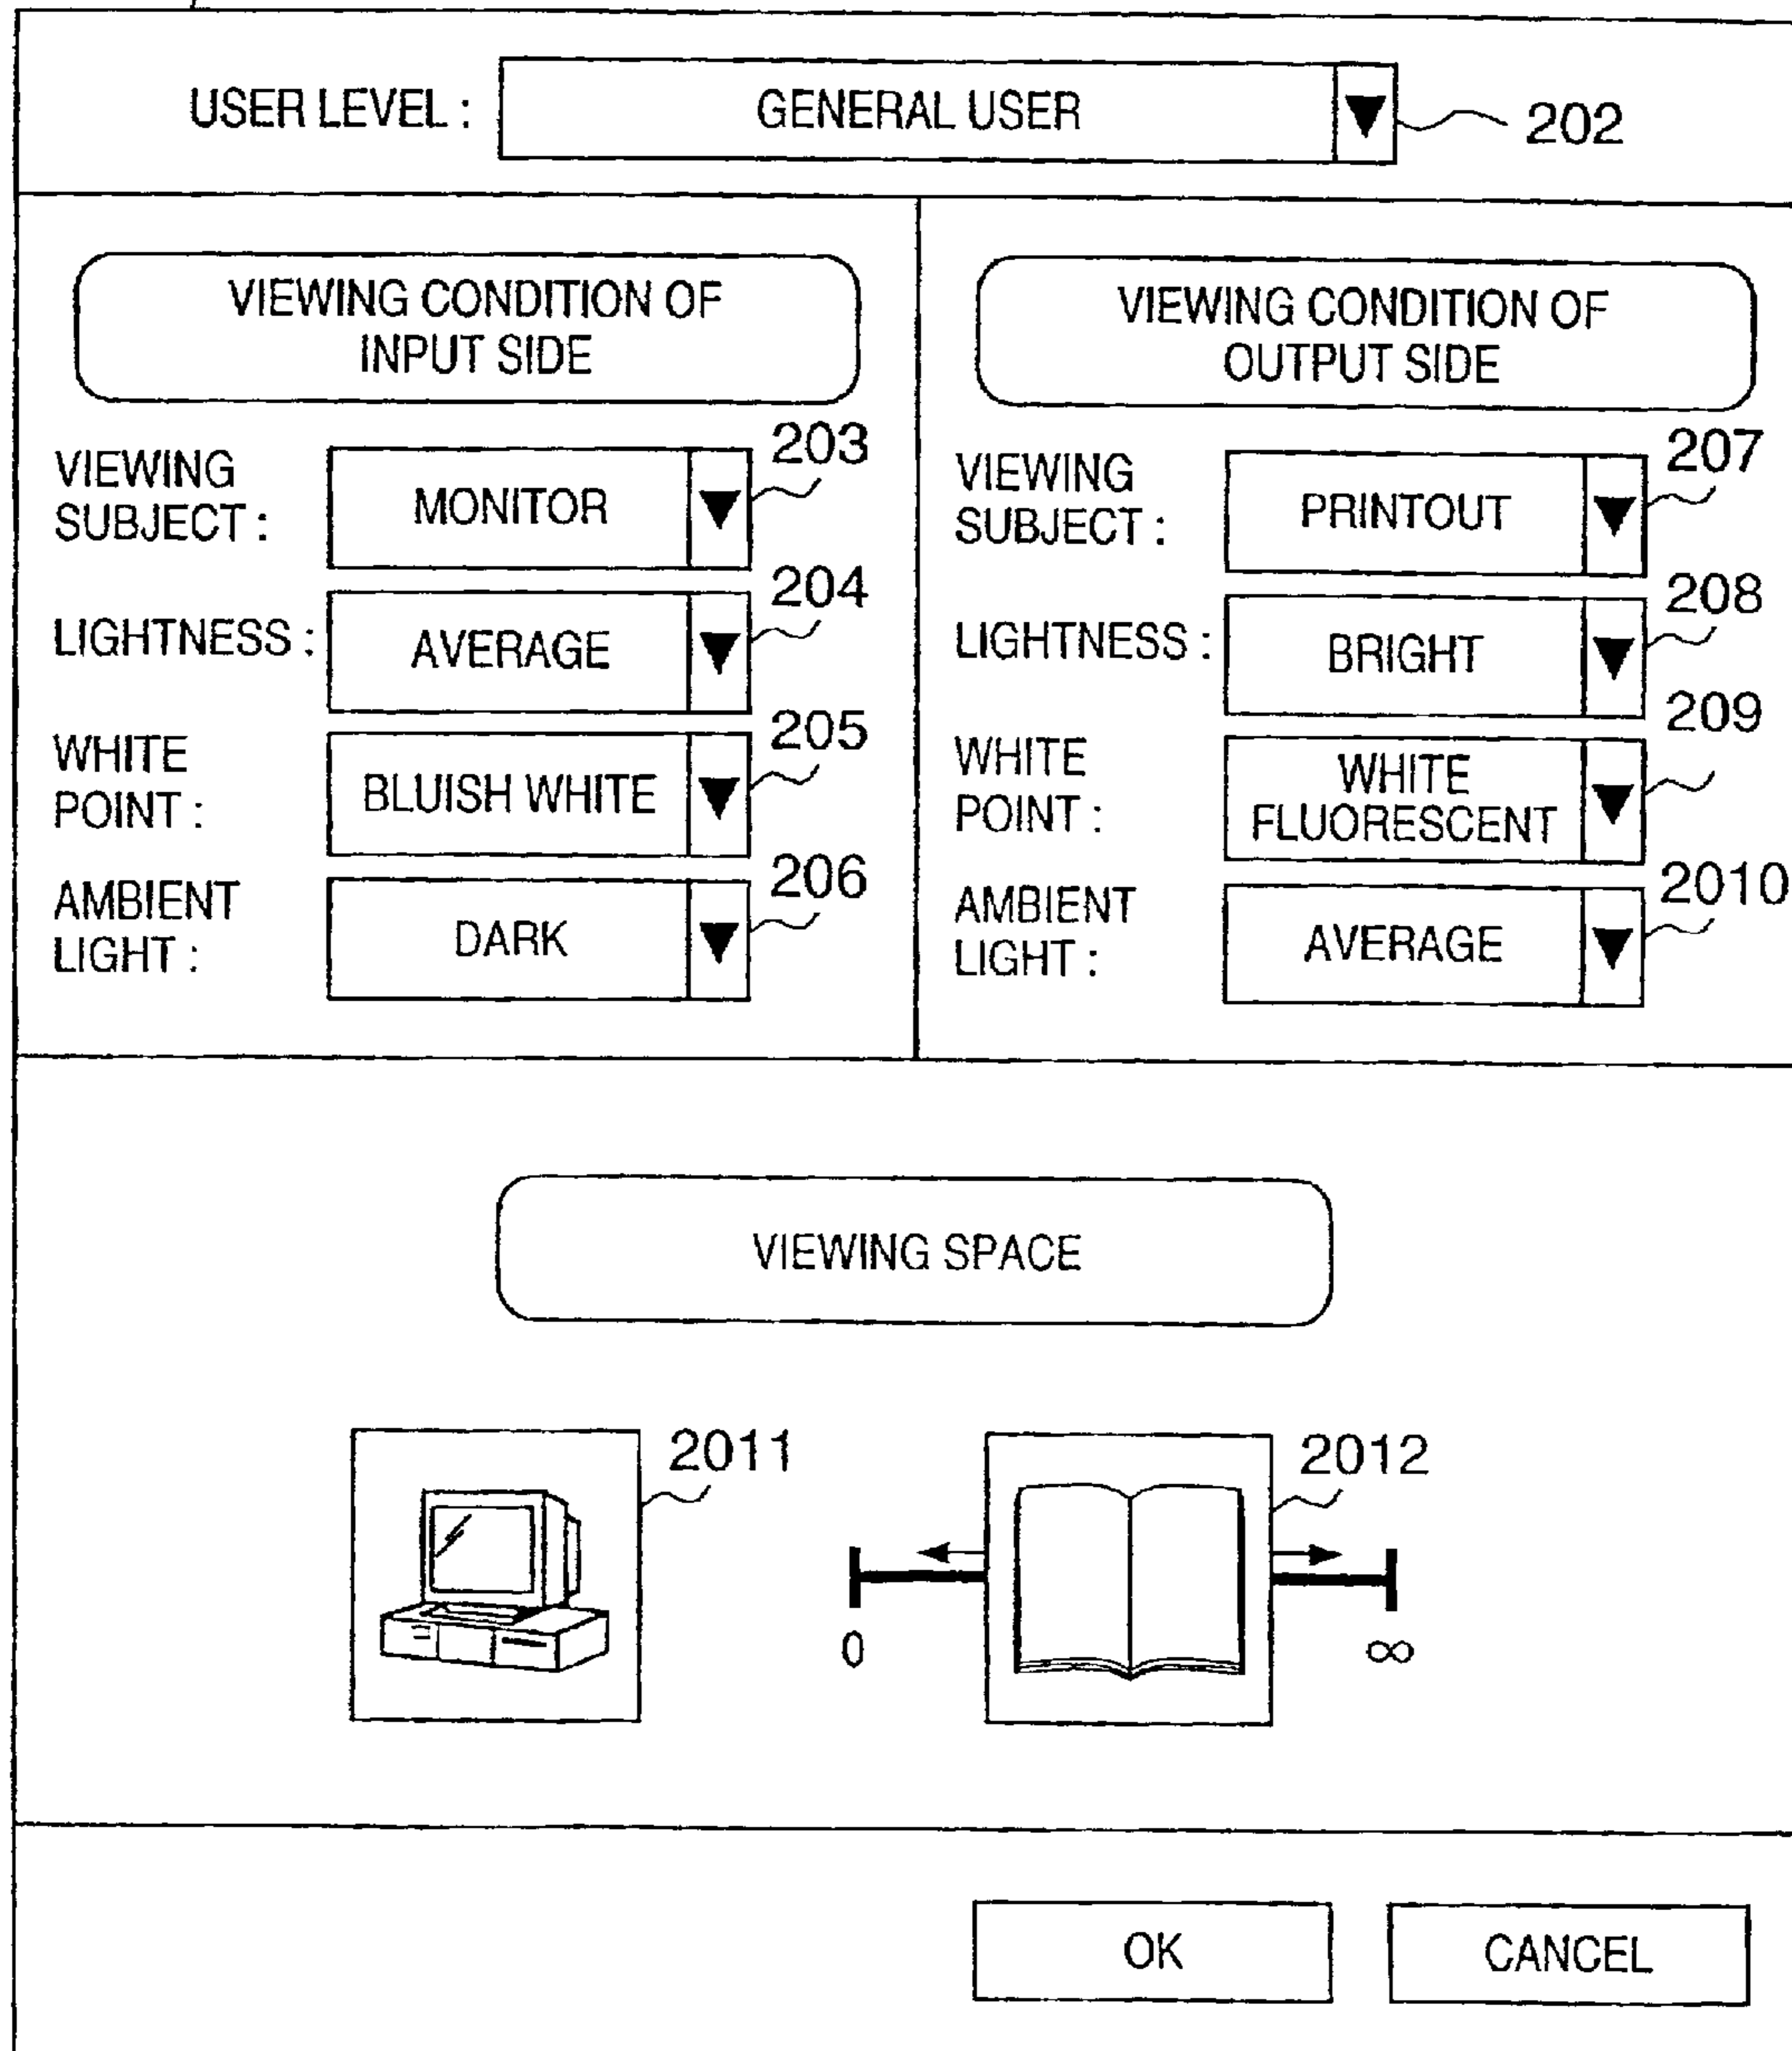 USER LEVEL : GENERAL USER 202
VIEWING CONDITION OF
INPUT SIDE
VIEWING
SUBJECT : MONITOR 203
LIGHTNESS : AVERAGE 204
WHITE
POINT : BLUISH WHITE 205
AMBIENT
LIGHT : DARK 206
VIEWING CONDITION OF
OUTPUT SIDE
VIEWING
SUBJECT : PRINTOUT 207
LIGHTNESS : BRIGHT 208
WHITE
POINT : WHITE
FLUORESCENT 209
AMBIENT
LIGHT : AVERAGE 2010
VIEWING SPACE
2011
2012
0 ∞
OK CANCEL